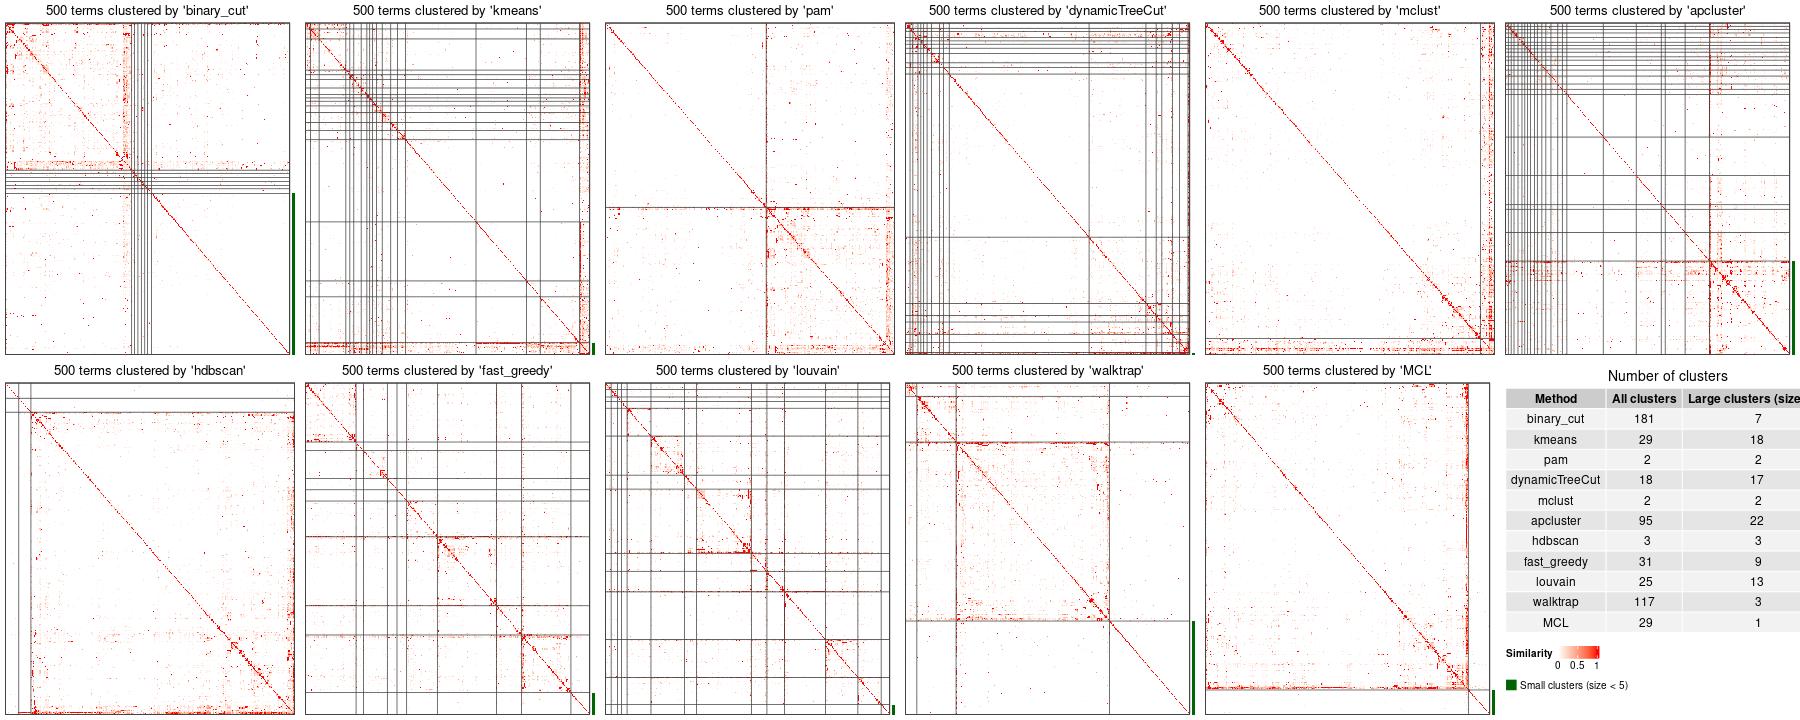 500 terms clustered by 'binary_cut'
500 terms clustered by 'kmeans'
500 terms clustered by 'pam'
500 terms clustered by 'dynamicTreeCut'
500 terms clustered by 'mclust'
500 terms clustered by 'apcluster'
500 terms clustered by 'hdbscan'
500 terms clustered by 'fast_greedy'
500 terms clustered by 'louvain'
500 terms clustered by 'walktrap'
500 terms clustered by 'MCL'
Number of clusters
Method All clusters Large clusters (size
binary_cut 181 7
kmeans 29 18
pam 2 2
dynamicTreeCut 18 17
mclust 2 2
apcluster 95 22
hdbscan 3 3
fast_greedy 31 9
louvain 25 13
walktrap 117 3
MCL 29 1
Similarity
0 0.5 1
Small clusters (size < 5)